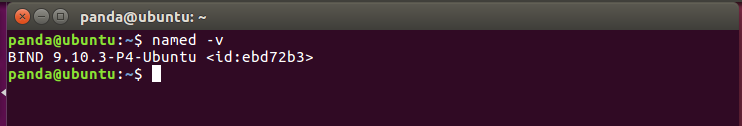 panda@ubuntu: ~
panda@ubuntu:~$ named -v
BIND 9.10.3-P4-Ubuntu <id:ebd72b3>
panda@ubuntu:~$